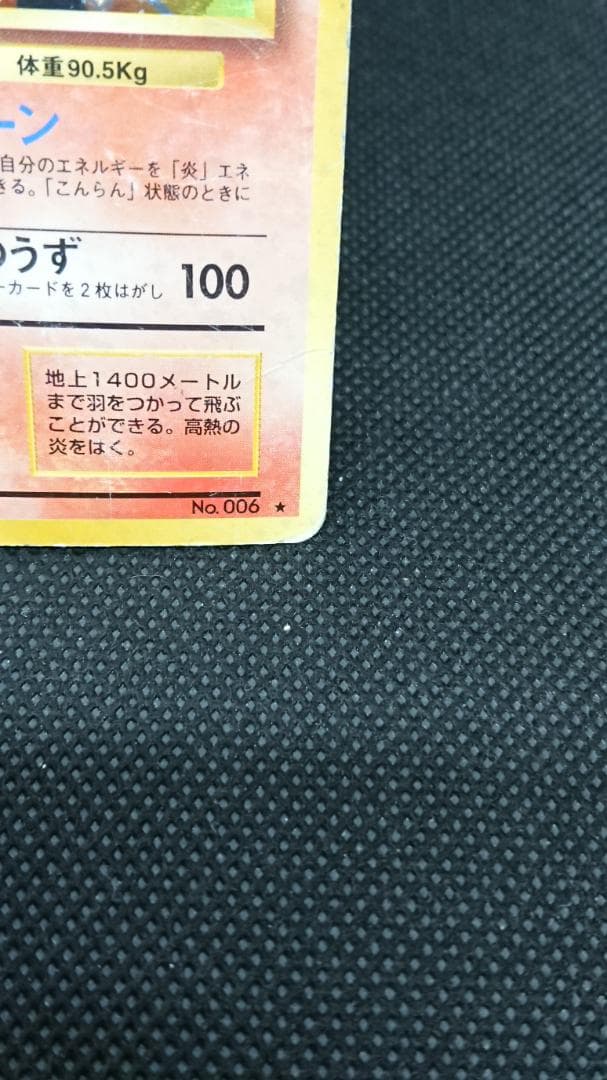 体重90.5Kg
ーン
自分のエネルギーを「炎」エネ
きる。「こんらん」状態のときに
のうず
ーカードを2枚はがし 100
地上1400メートル
まで羽をつかって飛ぶ
ことができる。高熱の
炎をはく。
No.006 ★